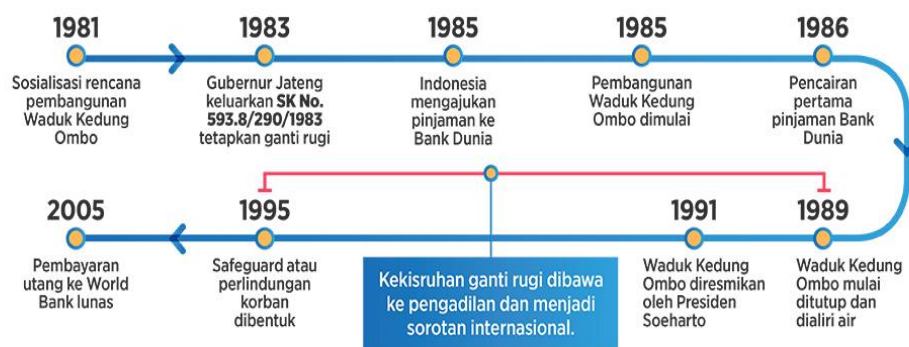 1981
Sosialisasi rencana
pembangunan
Waduk Kedung
Ombo
1983
Gubernur Jateng
keluarkan SK No.
593.8/290/1983
tetapkan ganti rugi
1985
Indonesia
mengajukan
pinjaman ke
Bank Dunia
1985
Pembangunan
Waduk Kedung
Ombo dimulai
1986
Pencairan
pertama
pinjaman Bank
Dunia
1989
Waduk Kedung
Ombo mulai
ditutup dan
dialiri air
1991
Waduk Kedung
Ombo diresmikan
oleh Presiden
Soeharto
Kekisruhan ganti rugi dibawa
ke pengadilan dan menjadi
sorotan internasional.
1995
Safeguard atau
perlindungan
korban
dibentuk
2005
Pembayaran
utang ke World
Bank lunas